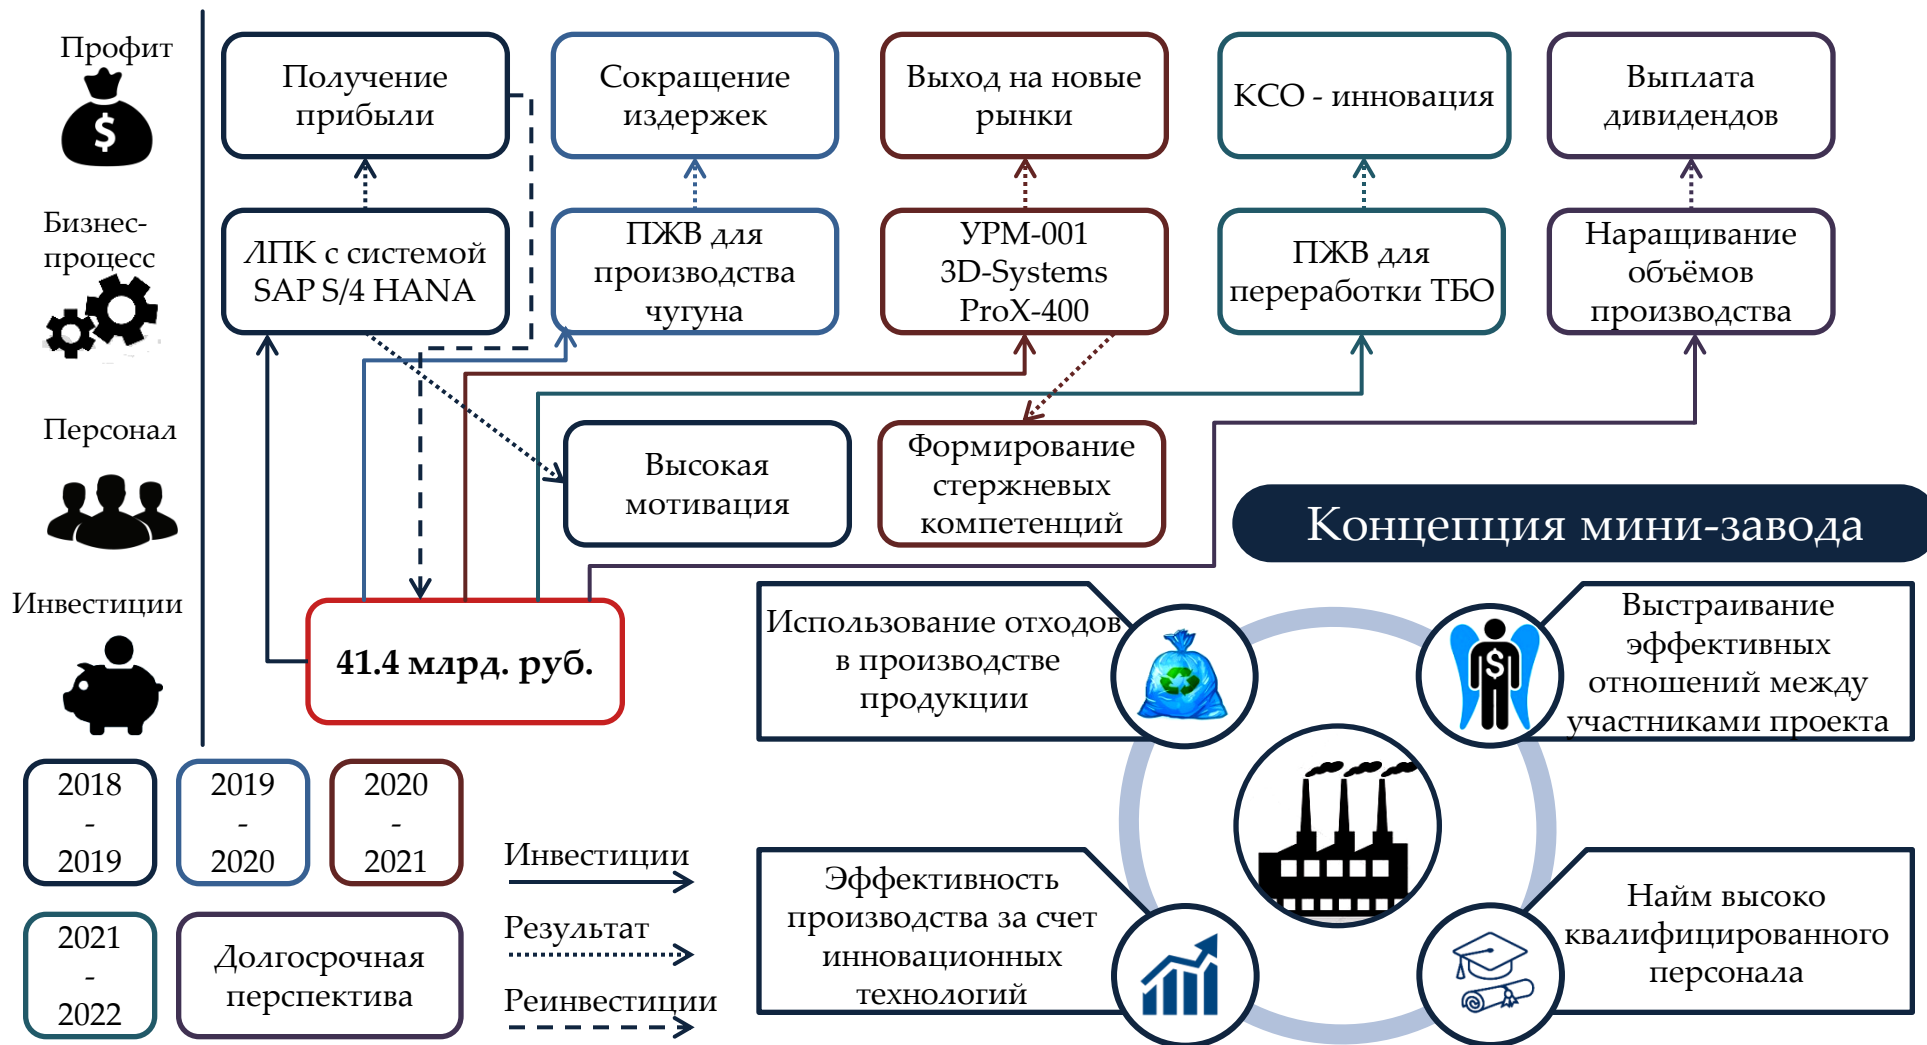 Профит
Получение
прибыли
Сокращение
издержек
Выход на новые
рынки
КСО - инновация
Выплата
дивидендов
$
Бизнес-
процесс
ЛПК с системой
SAP S/4 HANA
ПЖВ для
производства
чугуна
УРМ-001
3D-Systems
ProX-400
ПЖВ для
переработки ТБО
Наращивание
объёмов
производства
Персонал
Высокая
мотивация
Формирование
стержневых
компетенций
Концепция мини-завода
Инвестиции
41.4 млрд. руб.
Использование отходов
в производстве
продукции
Выстраивание
эффективных
отношений между
участниками проекта
$
2018
-
2019
2019
-
2020
2020
-
2021
2021
-
2022
Долгосрочная
перспектива
Инвестиции
Результат
Реинвестиции
Эффективность
производства за счет
инновационных
технологий
Найм высоко
квалифицированного
персонала